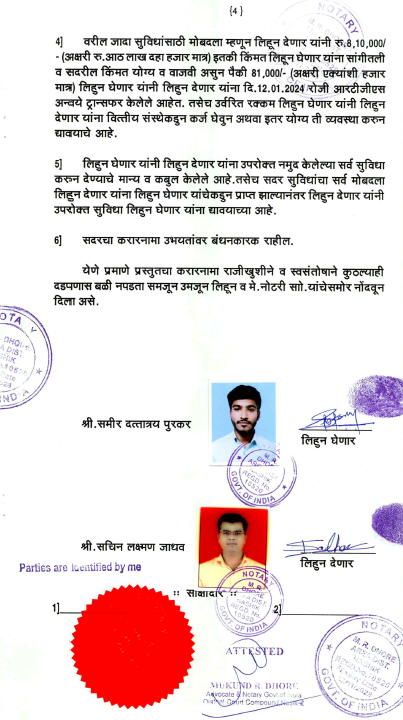 {4}
NOTARY
4] वरील जादा सुविधांसाठी मोबदला म्हणून लिहून देणार यांनी रु.8,10,000/
- (अक्षरी रु.आठ लाख दहा हजार मात्र) इतकी किंमत लिहून घेणार यांना सांगीतली
व सदरील किंमत योग्य व वाजवी असुन पैकी 81,000/- (अक्षरी एक्यांशी हजार
मात्र) लिहुन घेणार यांनी लिहुन देणार यांना दि.12.01.2024 रोजी आरटीजीएस
अन्वये ट्रान्सफर केलेले आहेत. तसेच उर्वरित रक्कम लिहुन घेणार यांनी लिहुन
देणार यांना वित्तीय संस्थेकडुन कर्ज घेवुन अथवा इतर योग्य ती व्यवस्था करुन
द्यावयाचे आहे.
5] लिहुन घेणार यांनी लिहुन देणार यांना उपरोक्त नमुद केलेल्या सर्व सुविधा
करुन देण्याचे मान्य व कबुल केलेले आहे.तसेच सदर सुविधांचा सर्व मोबदला
लिहुन देणार यांना लिहुन घेणार यांचेकडुन प्राप्त झाल्यानंतर लिहुन देणार यांनी
उपरोक्त सुविधा लिहुन घेणार यांना द्यावयाच्या आहे.
6] सदरचा करारनामा उभयतांवर बंधनकारक राहील.
येणे प्रमाणे प्रस्तुतचा करारनामा राजीखुशीने व स्वसंतोषाने कुठल्याही
दडपणास बळी नपडता समजून उमजून लिहून व मे.नोटरी सााे.यांचेसमोर नोंदवून
दिला असे.
श्री.समीर दत्तात्रय पुरकर
लिहुन घेणार
M. R. DHORE
REGD. No.
10520
GOVT. OF INDIA
श्री.सचिन लक्ष्मण जाधव
लिहुन देणार
Parties are Identified by me
:: साक्षीदार ::
1]
2]
NOTARY
GOVT. OF INDIA
ATTESTED
MUKUND R. DHORE
Advocate & Notary Govt of India
District Court Compound, Nashik
NOTARY
M. R. DHORE
GOVT. OF INDIA